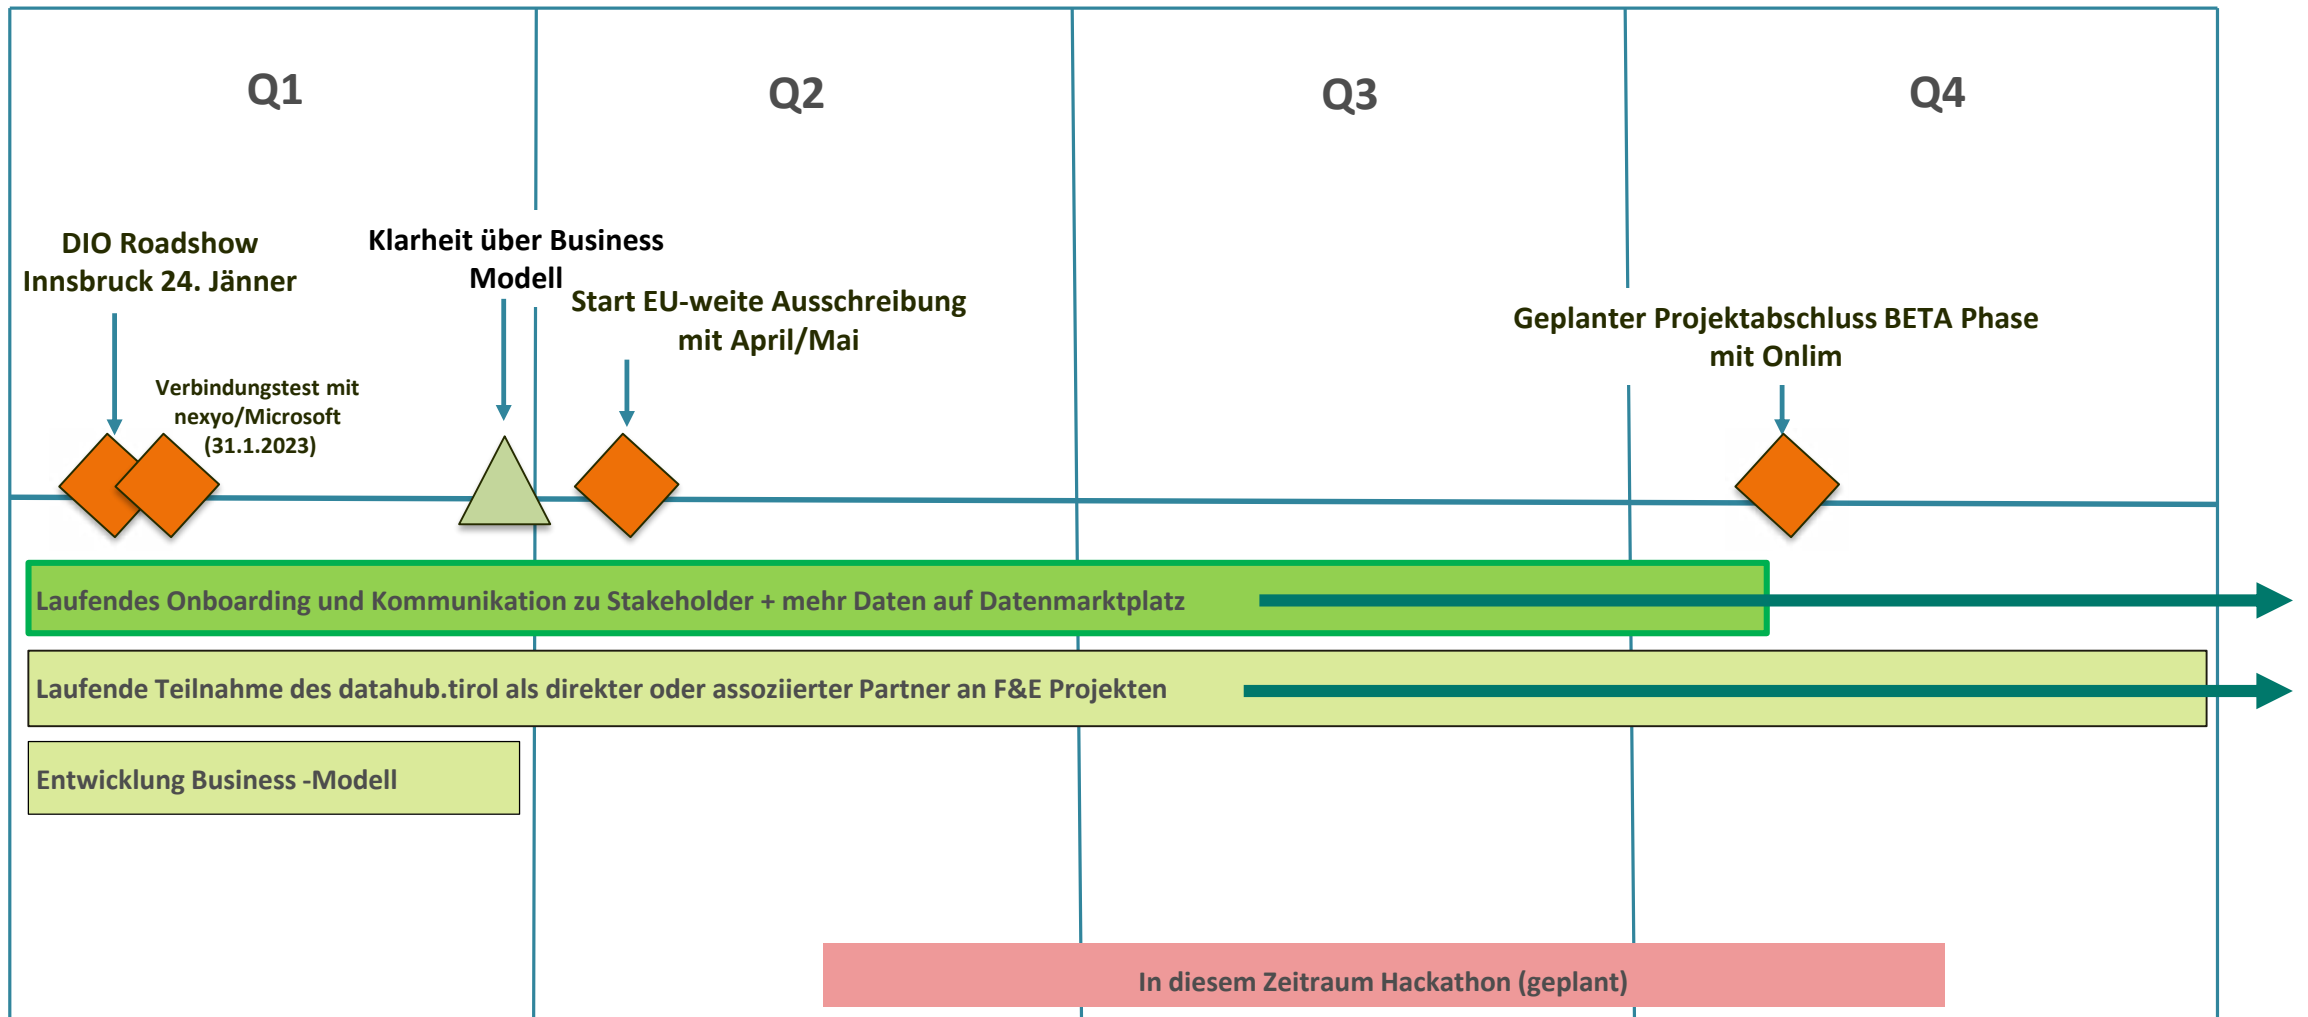 Q1
Q2
Q3
Q4
DIO Roadshow
Innsbruck 24. Jänner
Klarheit über Business
Modell
Start EU-weite Ausschreibung
mit April/Mai
Geplanter Projektabschluss BETA Phase
mit Onlim
Verbindungstest mit
nexyo/Microsoft
(31.1.2023)
Laufendes Onboarding und Kommunikation zu Stakeholder + mehr Daten auf Datenmarktplatz
Laufende Teilnahme des datahub.tirol als direkter oder assoziierter Partner an F&E Projekten
Entwicklung Business -Modell
In diesem Zeitraum Hackathon (geplant)